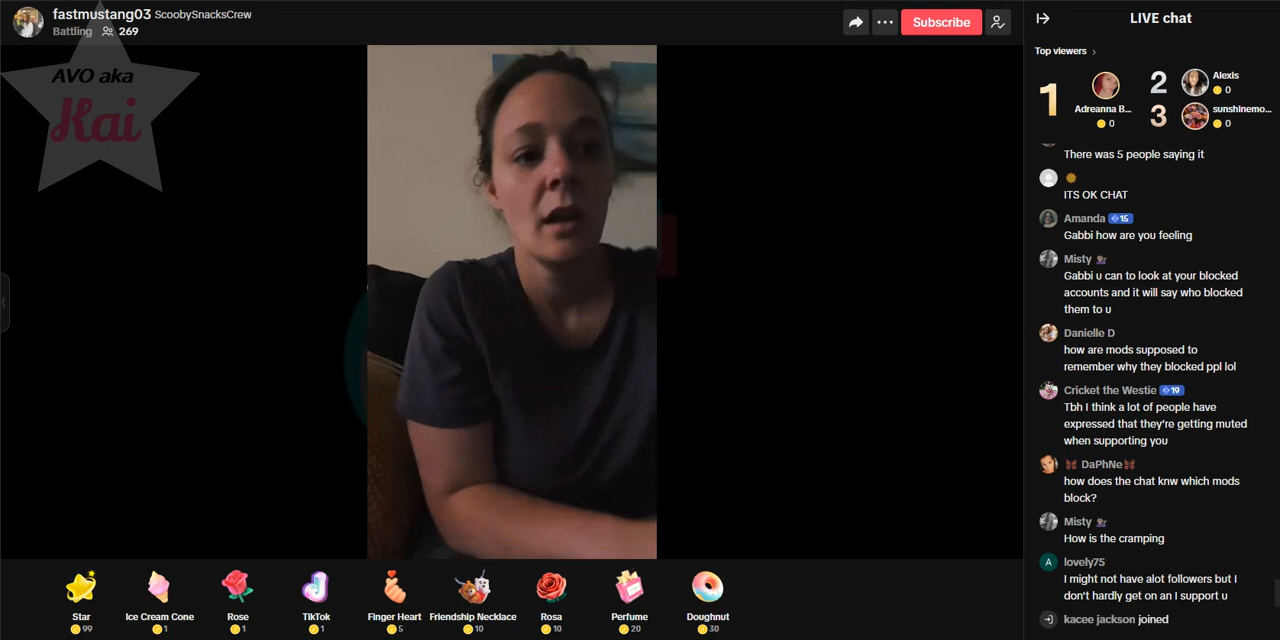 fastmustang03 ScoobySnacksCrew
Battling 269
Subscribe
AVO aka
Kai
LIVE chat
Top viewers
1
Adreanna B...
0
2
Alexis
0
3
sunshinemo...
0
There was 5 people saying it
ITS OK CHAT
Amanda 15
Gabbi how are you feeling
Misty
Gabbi u can to look at your blocked
accounts and it will say who blocked
them to u
Danielle D
how are mods supposed to
remember why they blocked ppl lol
Cricket the Westie 19
Tbh I think a lot of people have
expressed that they're getting muted
when supporting you
DaPhNe
how does the chat knw which mods
block?
Misty
How is the cramping
A lovely75
I might not have alot followers but I
don't hardly get on an I support u
kacee jackson joined
Star
99
Ice Cream Cone
1
Rose
1
TikTok
1
Finger Heart
5
Friendship Necklace
10
Rosa
10
Perfume
20
Doughnut
30